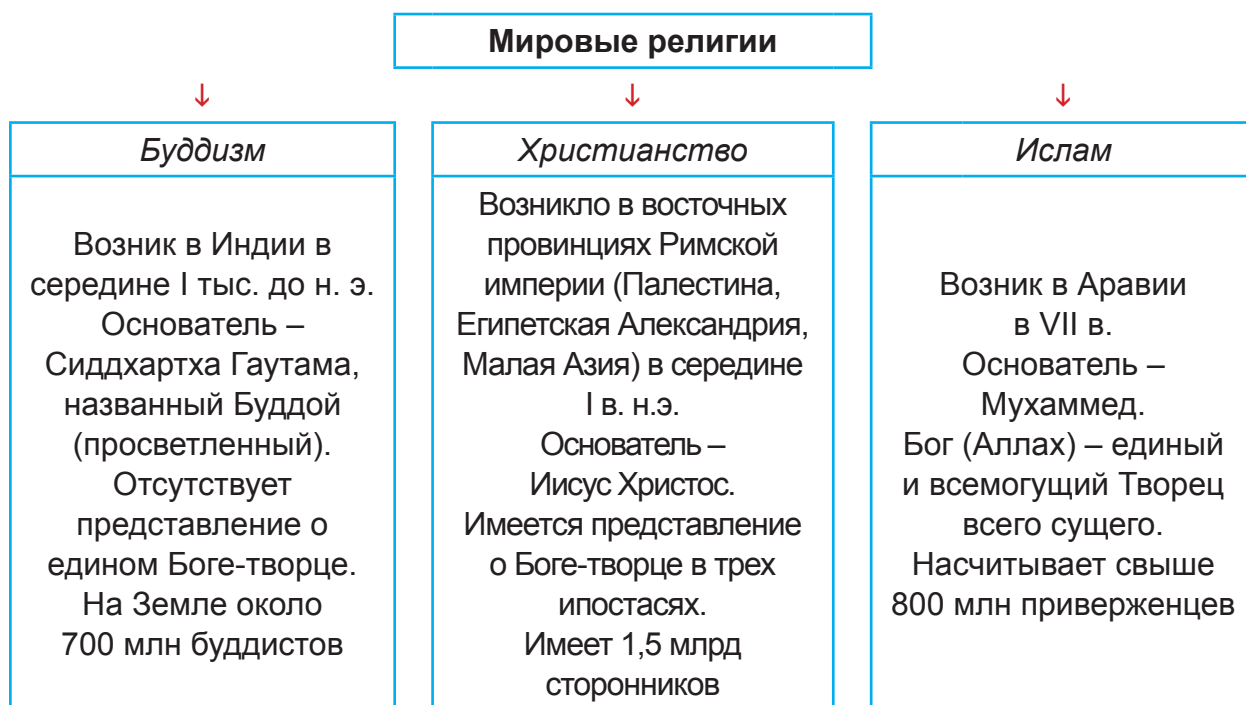 Мировые религии
↓
↓
↓
Буддизм
Возник в Индии в
середине I тыс. до н. э.
Основатель –
Сиддхартха Гаутама,
названный Буддой
(просветленный).
Отсутствует
представление о
едином Боге-творце.
На Земле около
700 млн буддистов
Христианство
Возникло в восточных
провинциях Римской
империи (Палестина,
Египетская Александрия,
Малая Азия) в середине
I в. н.э.
Основатель –
Иисус Христос.
Имеется представление
о Боге-творце в трех
ипостасях.
Имеет 1,5 млрд
сторонников
Ислам
Возник в Аравии
в VII в.
Основатель –
Мухаммед.
Бог (Аллах) – единый
и всемогущий Творец
всего сущего.
Насчитывает свыше
800 млн приверженцев